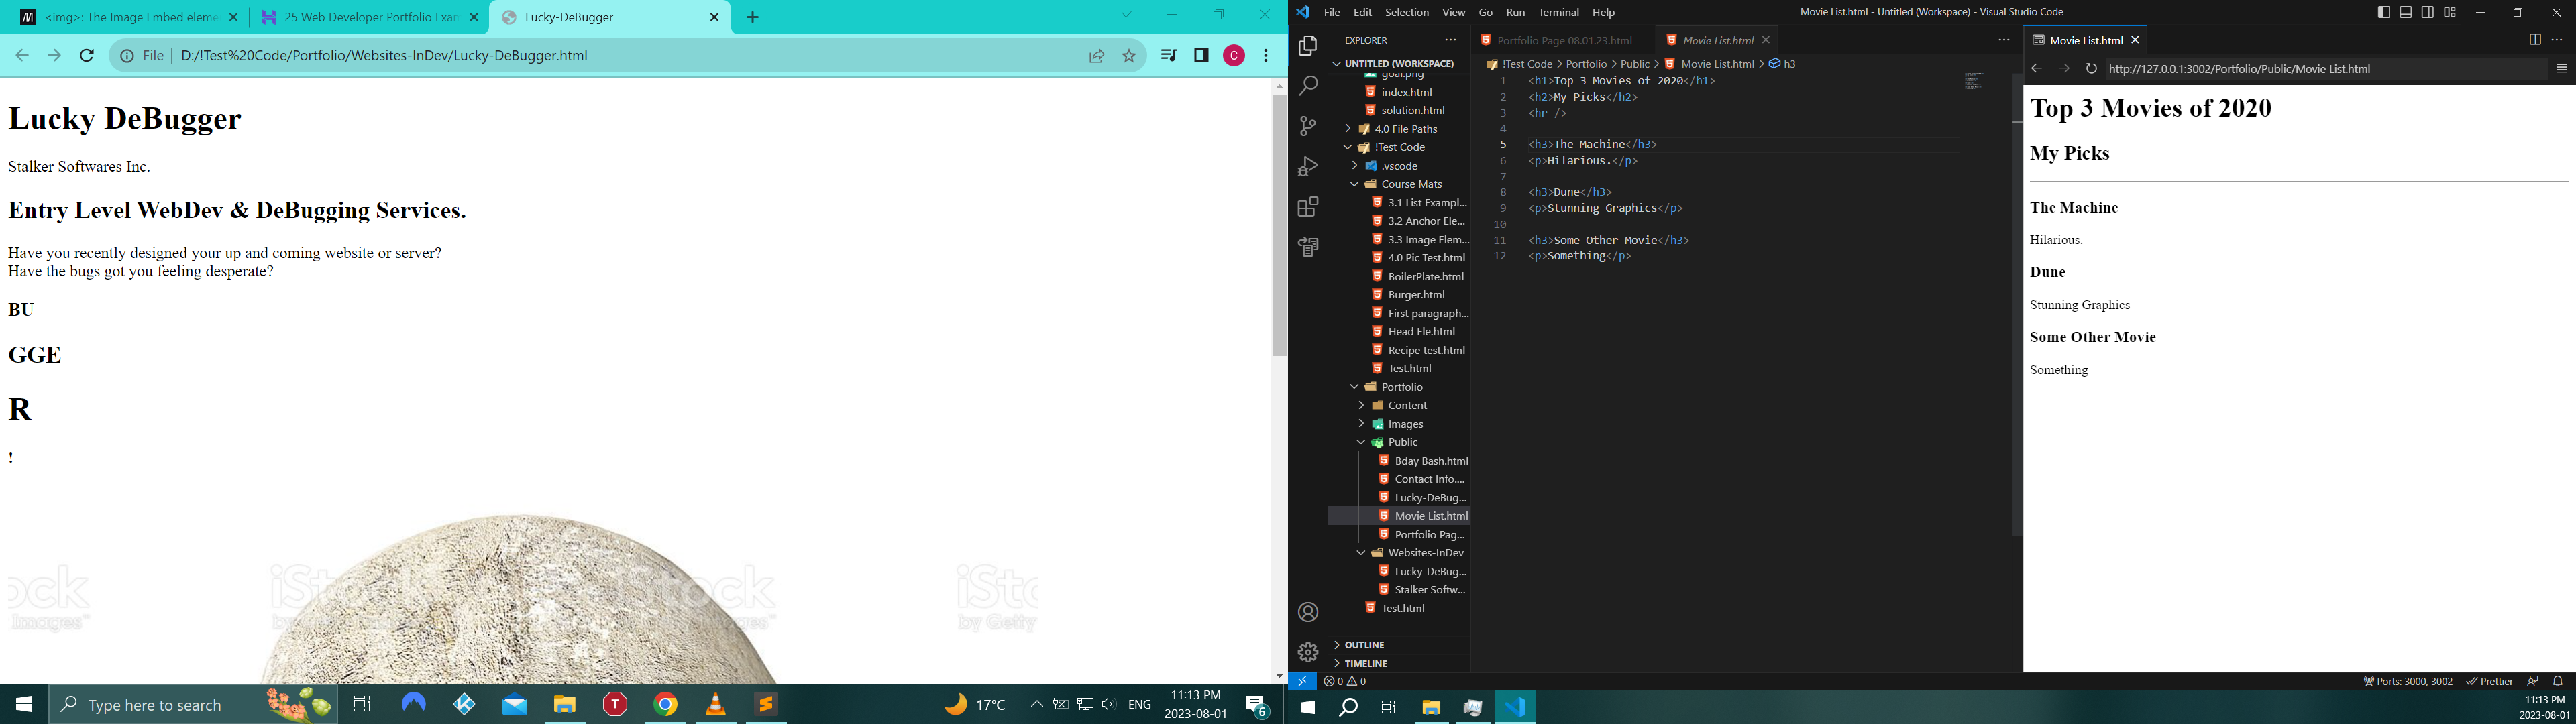 <img>: The Image Embed eleme
25 Web Developer Portfolio Exam
Lucky-DeBugger
File
D:/!Test%20Code/Portfolio/Websites-InDev/Lucky-DeBugger.html
C
Lucky DeBugger
Stalker Softwares Inc.
Entry Level WebDev & DeBugging Services.
Have you recently designed your up and coming website or server?
Have the bugs got you feeling desperate?
BU
GGE
R
!
ock
Images™
iStock
iStock
by Getty
Type here to search
17°C
ENG
11:13 PM
2023-08-01
6
File Edit Selection View Go Run Terminal Help
Movie List.html - Untitled (Workspace) - Visual Studio Code
EXPLORER
UNTITLED (WORKSPACE)
goal.png
index.html
solution.html
4.0 File Paths
!Test Code
.vscode
Course Mats
3.1 List Exampl...
3.2 Anchor Ele...
3.3 Image Elem...
4.0 Pic Test.html
BoilerPlate.html
Burger.html
First paragraph...
Head Ele.html
Recipe test.html
Test.html
Portfolio
Content
Images
Public
Bday Bash.html
Contact Info....
Lucky-DeBug...
Movie List.html
Portfolio Pag...
Websites-InDev
Lucky-DeBug...
Stalker Softw...
Test.html
OUTLINE
TIMELINE
Portfolio Page 08.01.23.html
Movie List.html
!Test Code > Portfolio > Public > Movie List.html > h3
1 <h1>Top 3 Movies of 2020</h1>
2 <h2>My Picks</h2>
3 <hr />
4
5 <h3>The Machine</h3>
6 <p>Hilarious.</p>
7
8 <h3>Dune</h3>
9 <p>Stunning Graphics</p>
10
11 <h3>Some Other Movie</h3>
12 <p>Something</p>
Movie List.html
http://127.0.0.1:3002/Portfolio/Public/Movie List.html
Top 3 Movies of 2020
My Picks
The Machine
Hilarious.
Dune
Stunning Graphics
Some Other Movie
Something
0 0
Ports: 3000, 3002
Prettier
11:13 PM
2023-08-01